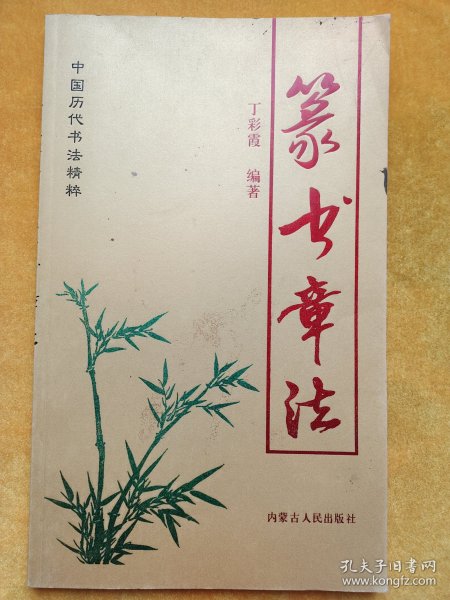 篆书章法
丁彩霞 编著
中国历代书法精粹
内蒙古人民出版社
孔夫子旧书网
www.kongfz.com